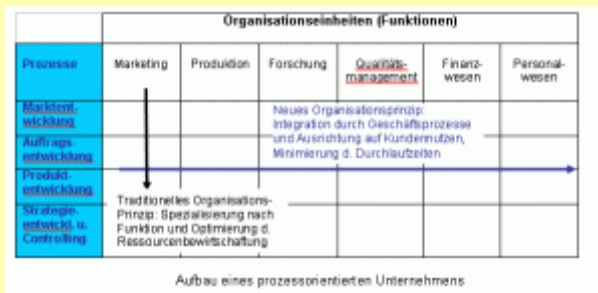 Organisationseinheiten (Funktionen)
Prozesse
Marketing
Produktion
Forschung
Qualitäts-
management
Finanz-
wesen
Personal-
wesen
Marktent-
wicklung
Auftrags-
entwicklung
Produkt-
entwicklung
Strategie-
entwickl. u.
Controlling
Neues Organisationsprinzip:
Integration durch Geschäftsprozesse
und Ausrichtung auf Kundennutzen,
Minimierung d. Durchlaufzeiten
Traditionelles Organisations-
Prinzip: Spezialisierung nach
Funktion und Optimierung d.
Ressourcenbewirtschaftung
Aufbau eines prozessorientierten Unternehmens